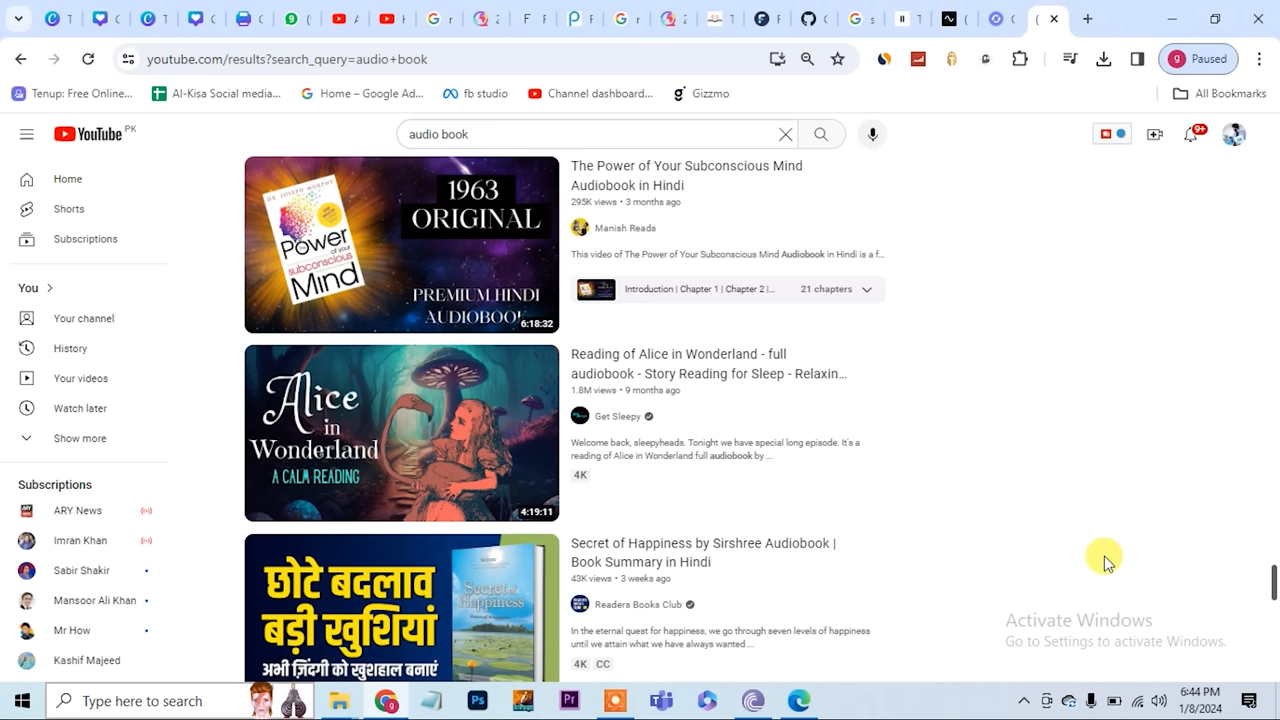 youtube.com/results?search_query=audio+book
Paused
Tenup: Free Online...
Al-Kisa Social media...
Home – Google Ad...
fb studio
Channel dashboard...
Gizzmo
All Bookmarks
YouTube PK
audio book
9+
Home
Shorts
Subscriptions
You
Your channel
History
Your videos
Watch later
Show more
Subscriptions
ARY News
Imran Khan
Sabir Shakir
Mansoor Ali Khan
Mr How
Kashif Majeed
DR. JOSEPH MURPHY
Power
of your
subconscious
Mind
1963
ORIGINAL
PREMIUM HINDI
AUDIOBOOK
6:18:32
The Power of Your Subconscious Mind
Audiobook in Hindi
295K views • 3 months ago
Manish Reads
This video of The Power of Your Subconscious Mind Audiobook in Hindi is a f...
Introduction | Chapter 1 | Chapter 2 |...
21 chapters
Alice
in
Wonderland
A CALM READING
4:19:11
Reading of Alice in Wonderland - full
audiobook - Story Reading for Sleep - Relaxin...
1.8M views • 9 months ago
Get Sleepy
Welcome back, sleepyheads. Tonight we have special long episode. It's a
reading of Alice in Wonderland full audiobook by ...
4K
छोटे बदलाव
बड़ी खुशियां
अभी ज़िंदगी को खुशहाल बनाएं
Secret of
Happiness
Secret of Happiness by Sirshree Audiobook |
Book Summary in Hindi
43K views • 3 weeks ago
Readers Books Club
In the eternal quest for happiness, we go through seven levels of happiness
until we attain what we have always wanted ...
4K CC
Activate Windows
Go to Settings to activate Windows.
Type here to search
6:44 PM
1/8/2024